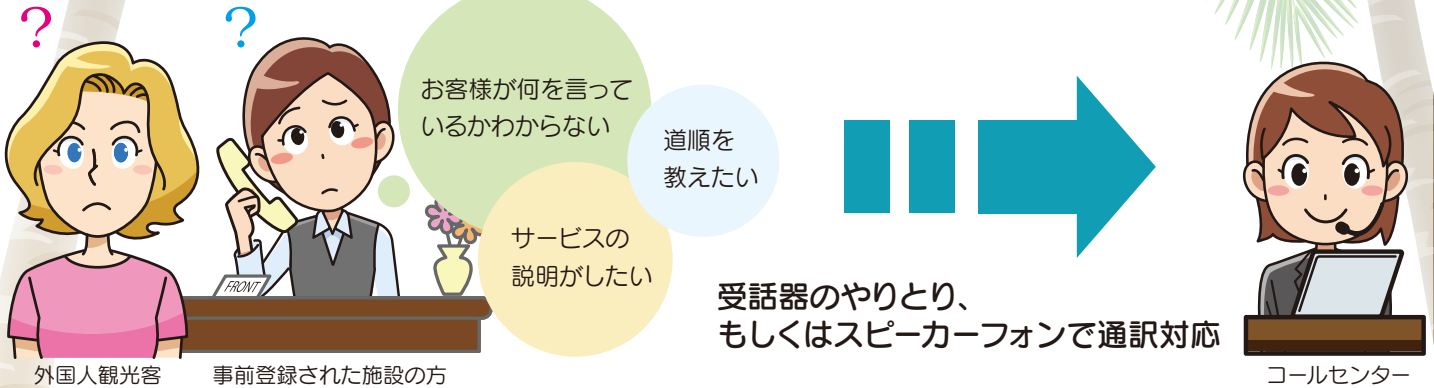 ?
?
お客様が何を言って
いるかわからない
道順を
教えたい
サービスの
説明がしたい
FRONT
受話器のやりとり、
もしくはスピーカーフォンで通訳対応
外国人観光客
事前登録された施設の方
コールセンター